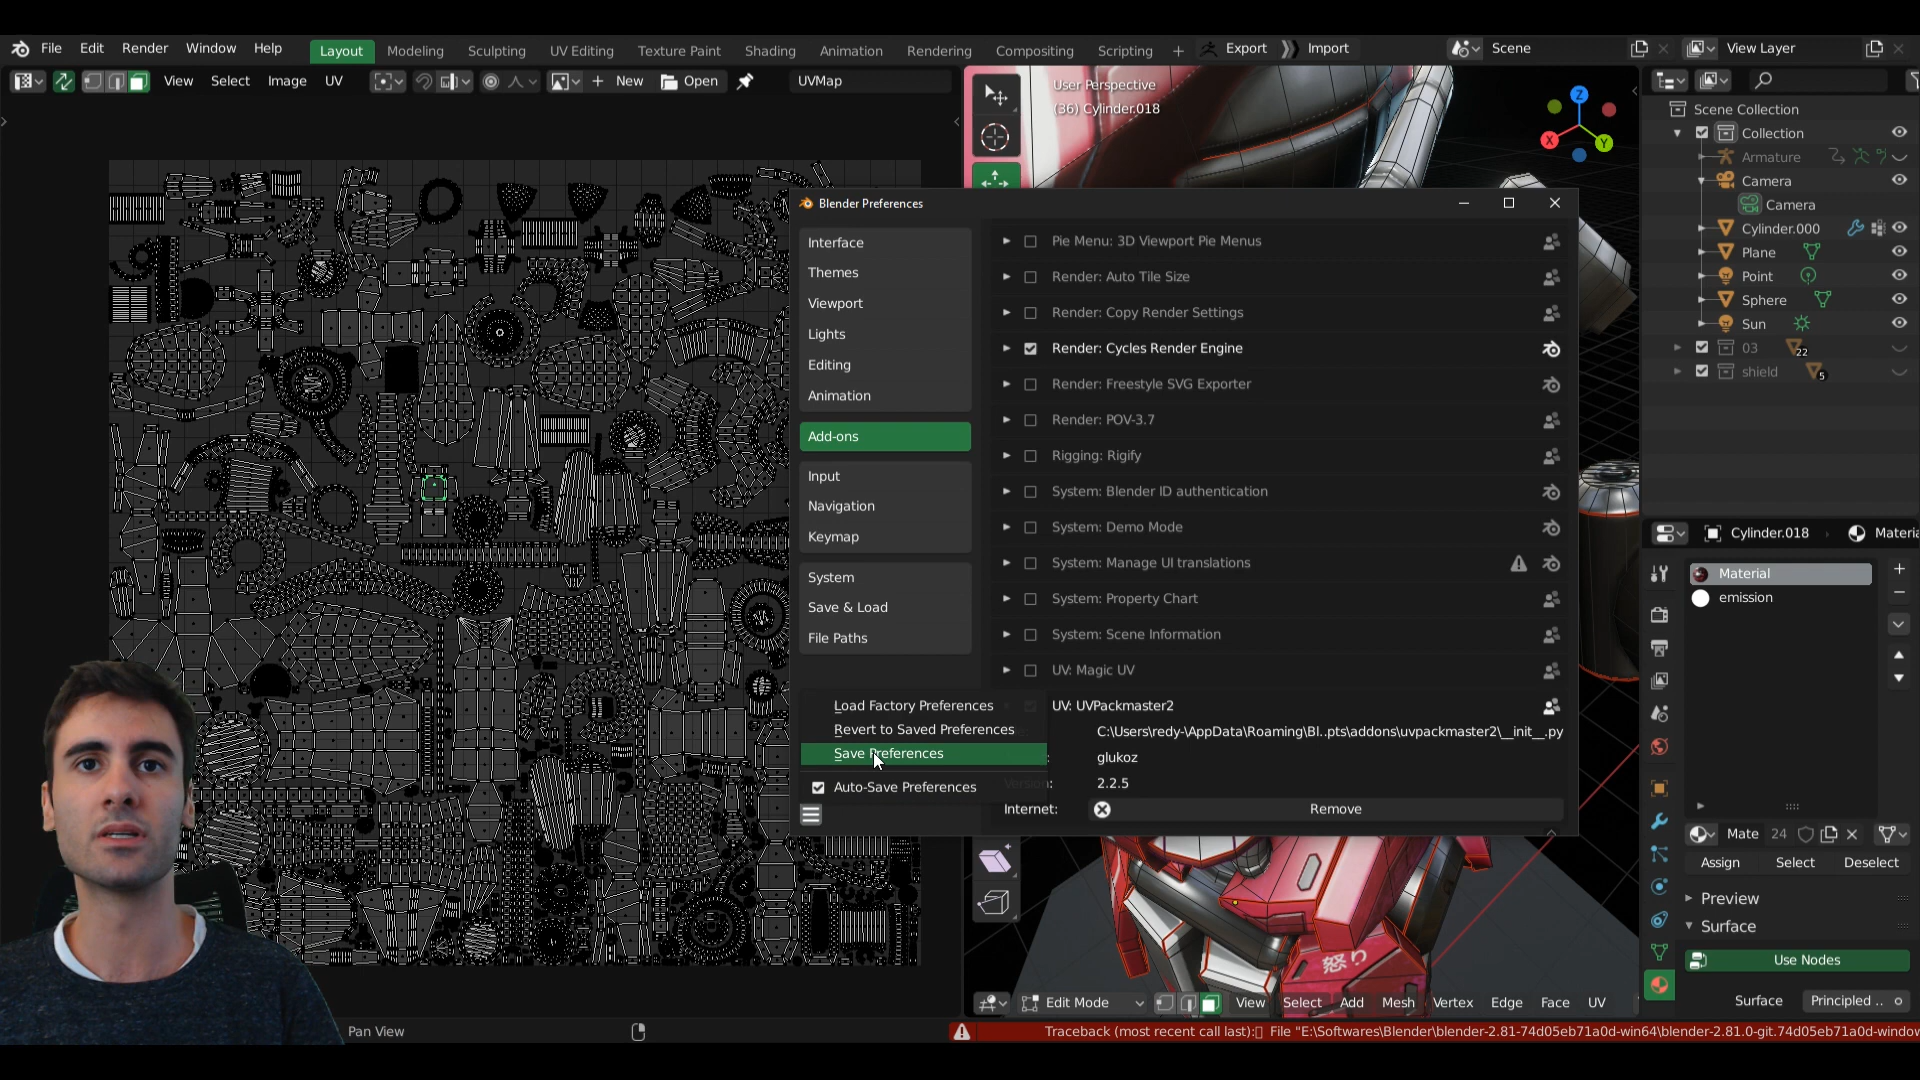 File Edit Render Window Help Layout Modeling Sculpting UV Editing Texture Paint Shading Animation Rendering Compositing Scripting + Export Import Scene View Layer
View Select Image UV New Open UVMap
User Perspective
(36) Cylinder.018
Z
X
Y
Scene Collection
Collection
Armature
Camera
Camera
Cylinder.000
Plane
Point
Sphere
Sun
03 22
shield 5
Blender Preferences
Interface
Themes
Viewport
Lights
Editing
Animation
Add-ons
Input
Navigation
Keymap
System
Save & Load
File Paths
Pie Menu: 3D Viewport Pie Menus
Render: Auto Tile Size
Render: Copy Render Settings
Render: Cycles Render Engine
Render: Freestyle SVG Exporter
Render: POV-3.7
Rigging: Rigify
System: Blender ID authentication
System: Demo Mode
System: Manage UI translations
System: Property Chart
System: Scene Information
UV: Magic UV
UV: UVPackmaster2
C:\Users\redy-\AppData\Roaming\Bl..pts\addons\uvpackmaster2\__init__.py
glukoz
Version: 2.2.5
Internet: Remove
Load Factory Preferences
Revert to Saved Preferences
Save Preferences
Auto-Save Preferences
Cylinder.018 Materia
Material
emission
Mate 24
Assign Select Deselect
Preview
Surface
Use Nodes
Surface Principled ..
怒り
Edit Mode View Select Add Mesh Vertex Edge Face UV
Pan View
Traceback (most recent call last): File "E:\Softwares\Blender\blender-2.81-74d05eb71a0d-win64\blender-2.81.0-git.74d05eb71a0d-window